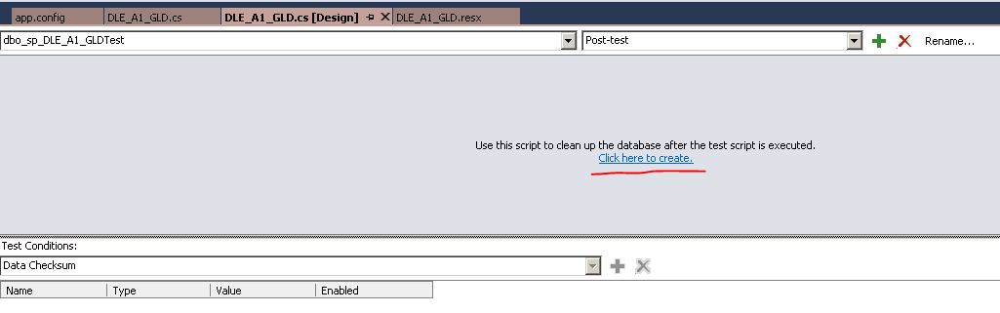 app.config DLE_A1_GLD.cs DLE_A1_GLD.cs [Design] DLE_A1_GLD.resx
dbo_sp_DLE_A1_GLDTest Post-test Rename...
Use this script to clean up the database after the test script is executed.
Click here to create.
Test Conditions:
Data Checksum
Name Type Value Enabled